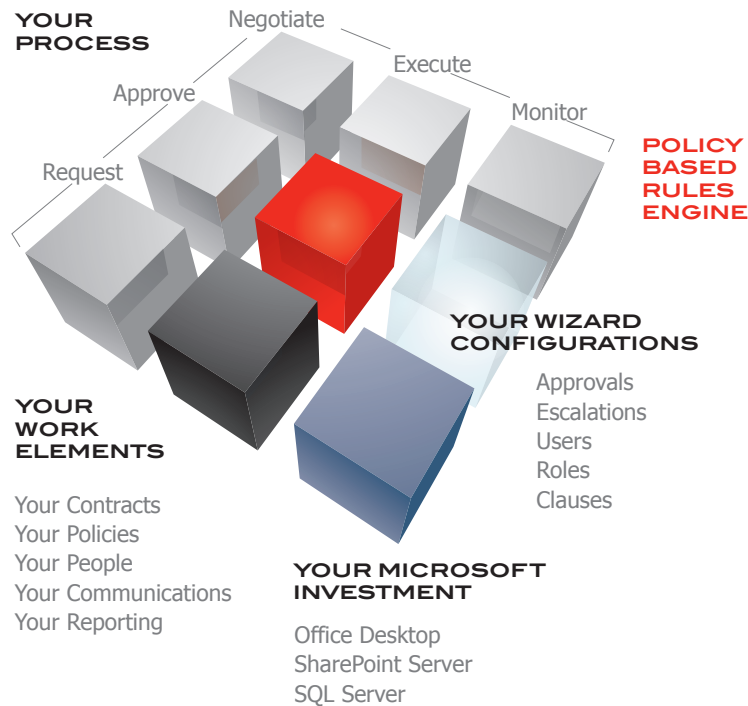 YOUR
PROCESS
Negotiate
Execute
Monitor
Approve
Request
POLICY
BASED
RULES
ENGINE
YOUR WIZARD
CONFIGURATIONS
Approvals
Escalations
Users
Roles
Clauses
YOUR
WORK
ELEMENTS
Your Contracts
Your Policies
Your People
Your Communications
Your Reporting
YOUR MICROSOFT
INVESTMENT
Office Desktop
SharePoint Server
SQL Server